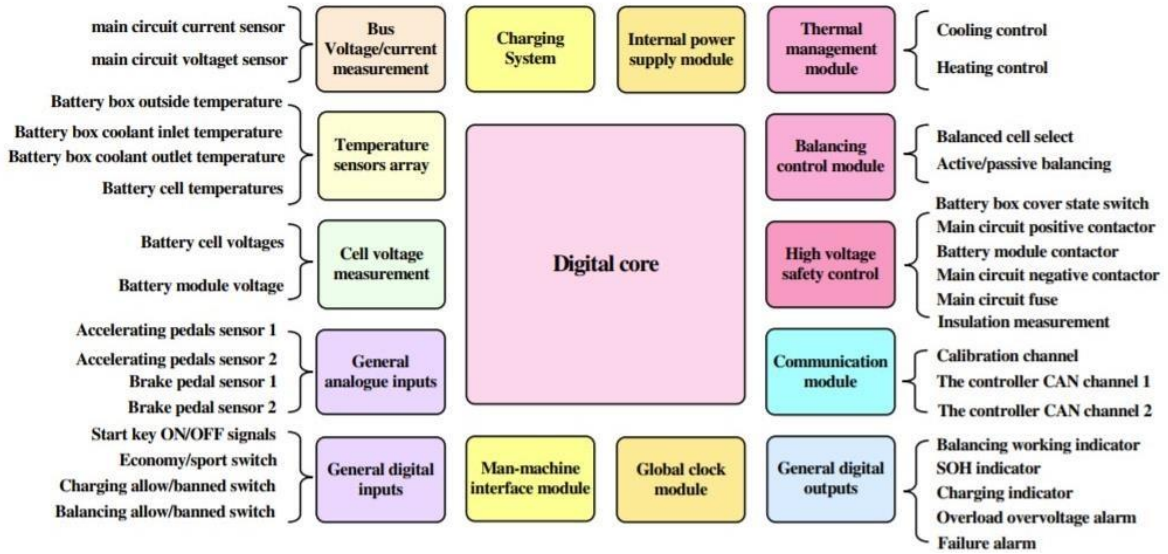 main circuit current sensor
main circuit voltaget sensor
Bus
Voltage/current
measurement
Charging
System
Internal power
supply module
Thermal
management
module
Cooling control
Heating control
Battery box outside temperature
Battery box coolant inlet temperature
Battery box coolant outlet temperature
Battery cell temperatures
Temperature
sensors array
Balancing
control module
Balanced cell select
Active/passive balancing
Battery cell voltages
Battery module voltage
Cell voltage
measurement
Digital core
High voltage
safety control
Battery box cover state switch
Main circuit positive contactor
Battery module contactor
Main circuit negative contactor
Main circuit fuse
Insulation measurement
Accelerating pedals sensor 1
Accelerating pedals sensor 2
Brake pedal sensor 1
Brake pedal sensor 2
General
analogue inputs
Communication
module
Calibration channel
The controller CAN channel 1
The controller CAN channel 2
Start key ON/OFF signals
Economy/sport switch
Charging allow/banned switch
Balancing allow/banned switch
General digital
inputs
Man-machine
interface module
Global clock
module
General digital
outputs
Balancing working indicator
SOH indicator
Charging indicator
Overload overvoltage alarm
Failure alarm